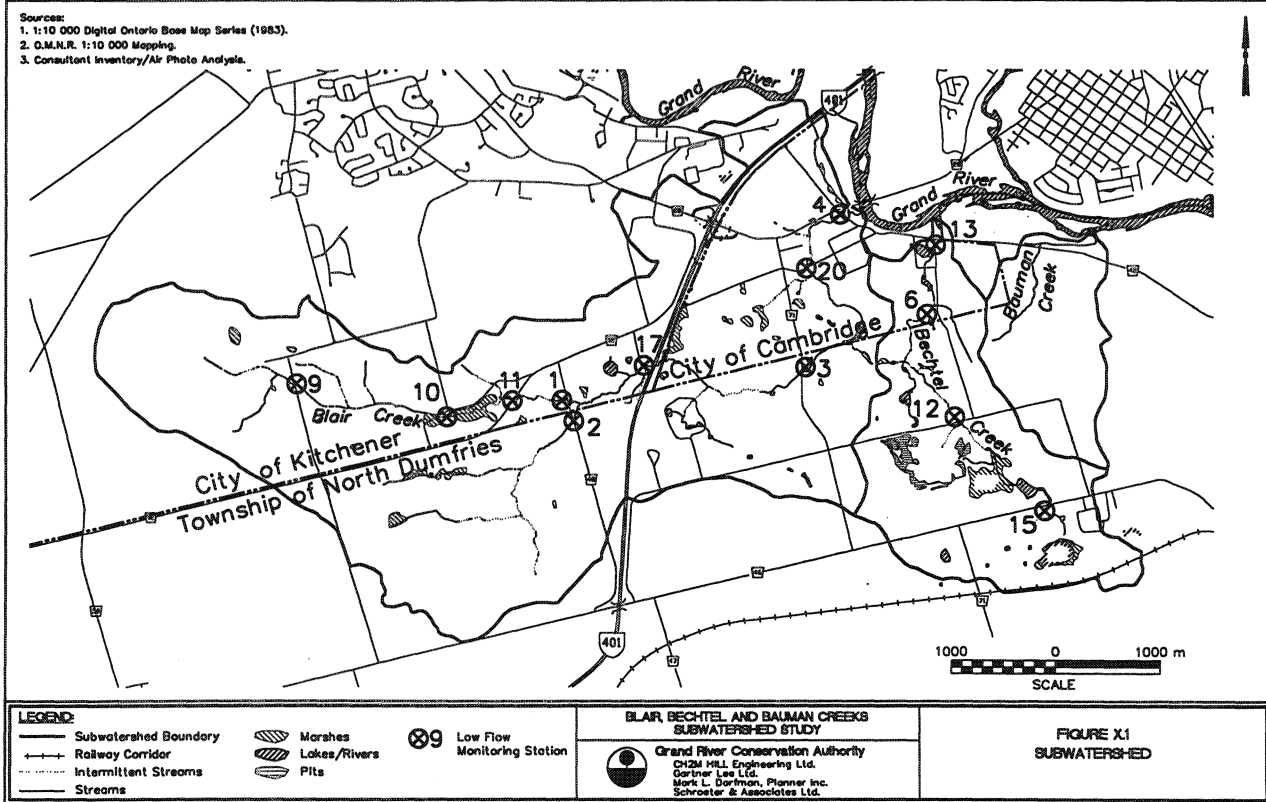 Sources:
1. 1:10 000 Digital Ontario Base Map Series (1983).
2. O.M.N.R. 1:10 000 Mapping.
3. Consultant Inventory/Air Photo Analysis.
Grand River
401
Grand River
4
13
20
Bauman Creek
6
71
17
City of Cambridge
3
Bechtel Creek
9
10
11
1
2
12
Blair Creek
City of Kitchener
Township of North Dumfries
15
46
71
47
401
1000 0 1000 m
SCALE
LEGEND:
Subwatershed Boundary
Railway Corridor
Intermittent Streams
Streams
Marshes
Lakes/Rivers
Pits
9 Low Flow
Monitoring Station
BLAIR, BECHTEL AND BAUMAN CREEKS
SUBWATERSHED STUDY
Grand River Conservation Authority
CH2M HILL Engineering Ltd.
Gartner Lee Ltd.
Mark L. Dorfman, Planner Inc.
Schroeter & Associates Ltd.
FIGURE X.1
SUBWATERSHED